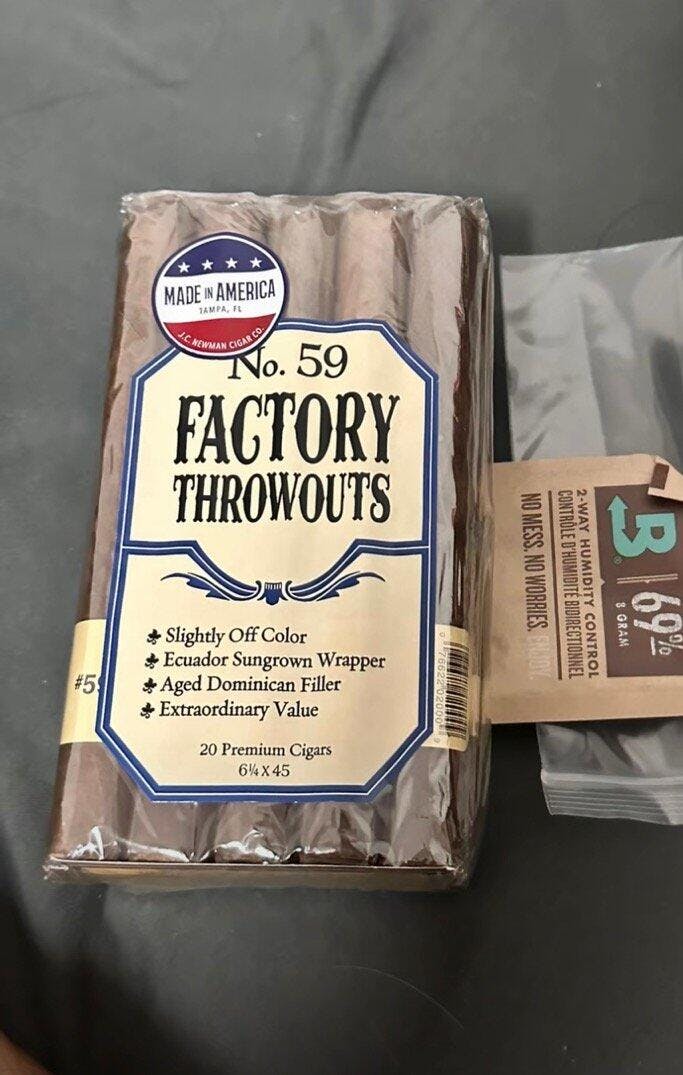 MADE IN AMERICA
TAMPA, FL
J.C. NEWMAN CIGAR CO.
No. 59
FACTORY
THROWOUTS
Slightly Off Color
Ecuador Sungrown Wrapper
Aged Dominican Filler
Extraordinary Value
20 Premium Cigars
6¼ X 45
#59
B
69%
8 GRAM
2-WAY HUMIDITY CONTROL
CONTRÔLE D'HUMIDITÉ BIDIRECTIONNEL
NO MESS. NO WORRIES.